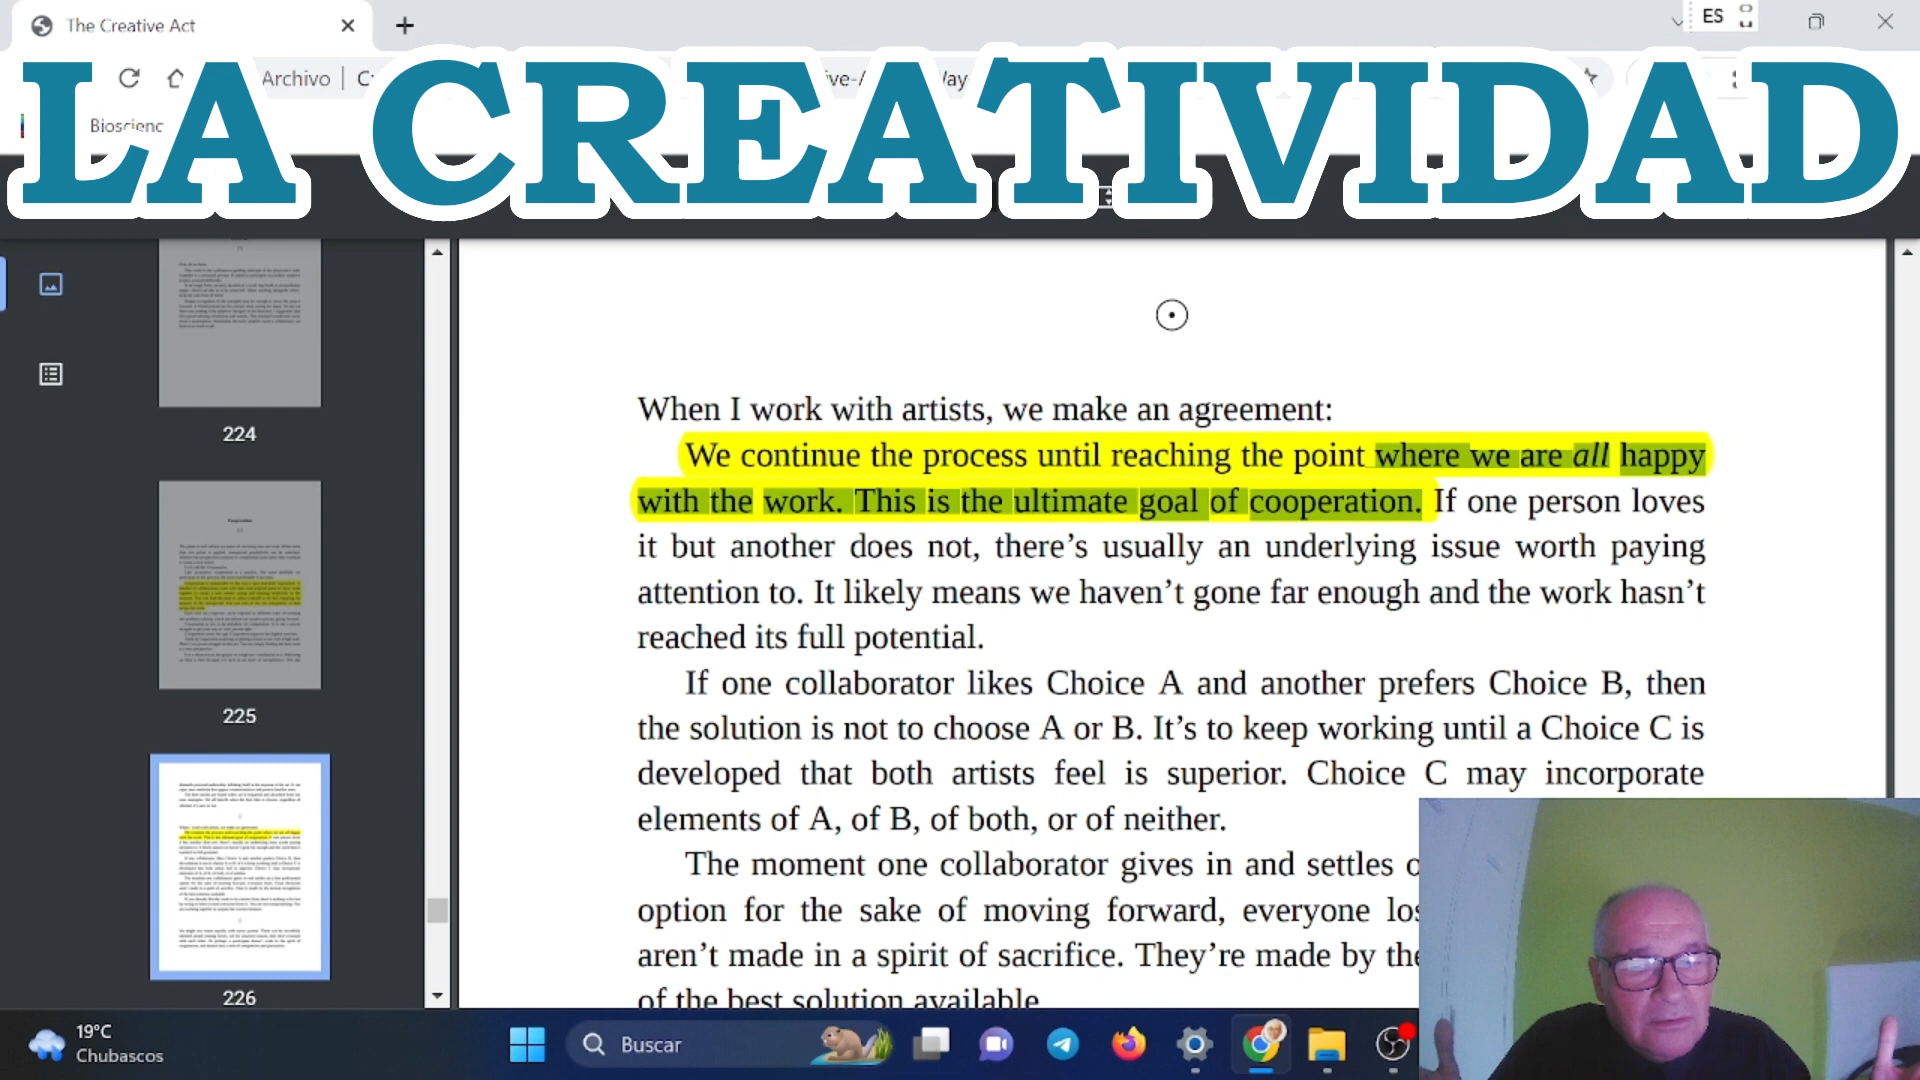 The Creative Act
ES
LA CREATIVIDAD
Archivo
Bioscienc
224
225
226
When I work with artists, we make an agreement:
We continue the process until reaching the point where we are all happy
with the work. This is the ultimate goal of cooperation. If one person loves
it but another does not, there’s usually an underlying issue worth paying
attention to. It likely means we haven’t gone far enough and the work hasn’t
reached its full potential.
If one collaborator likes Choice A and another prefers Choice B, then
the solution is not to choose A or B. It’s to keep working until a Choice C is
developed that both artists feel is superior. Choice C may incorporate
elements of A, of B, of both, or of neither.
The moment one collaborator gives in and settles
option for the sake of moving forward, everyone
aren’t made in a spirit of sacrifice. They’re made by
of the best solution available
19°C
Chubascos
Buscar